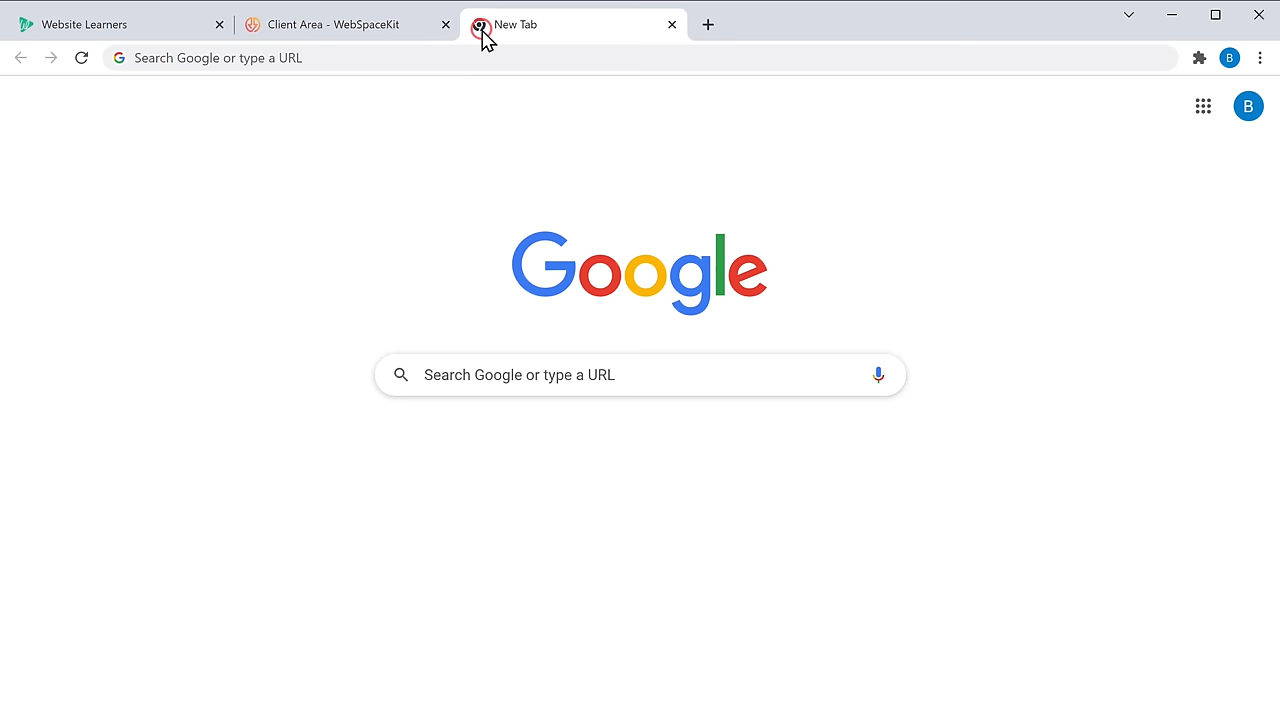 Website Learners
Client Area - WebSpaceKit
New Tab
Search Google or type a URL
B
B
Google
Search Google or type a URL